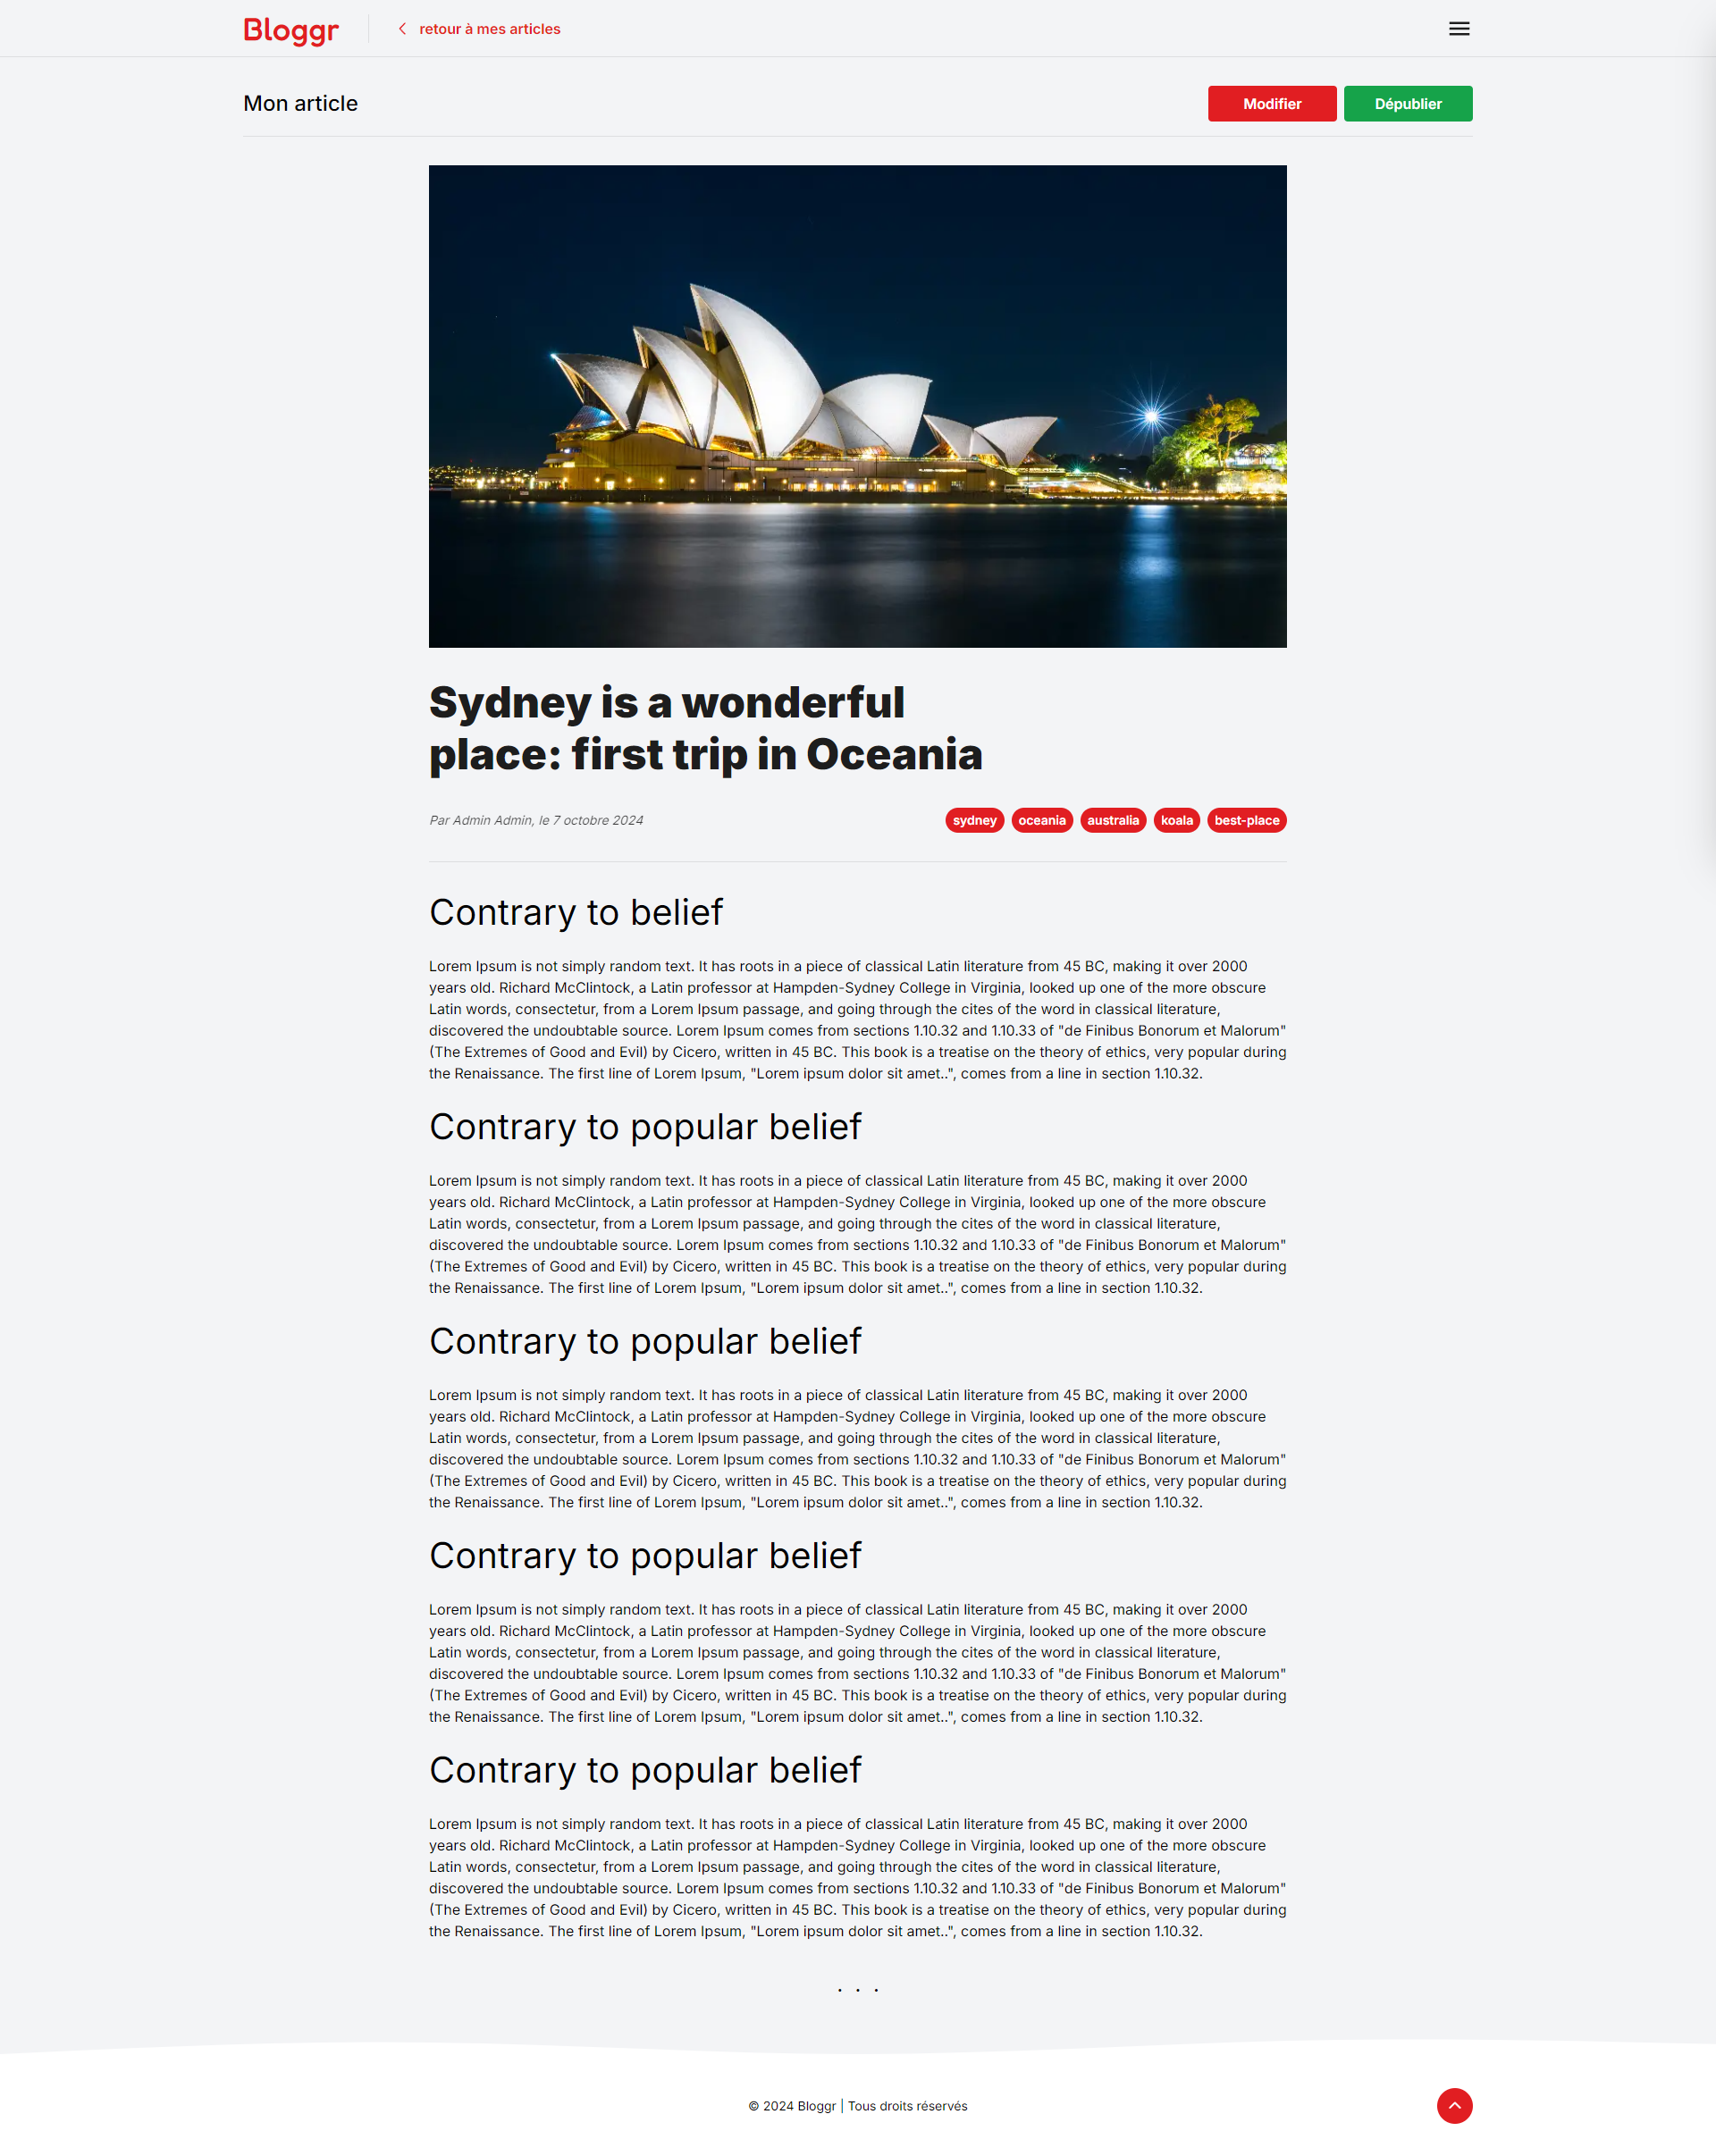 Bloggr
retour à mes articles
Mon article
Modifier
Dépublier
Sydney is a wonderful
place: first trip in Oceania
Par Admin Admin, le 7 octobre 2024
sydney
oceania
australia
koala
best-place
Contrary to belief
Lorem Ipsum is not simply random text. It has roots in a piece of classical Latin literature from 45 BC, making it over 2000
years old. Richard McClintock, a Latin professor at Hampden-Sydney College in Virginia, looked up one of the more obscure
Latin words, consectetur, from a Lorem Ipsum passage, and going through the cites of the word in classical literature,
discovered the undoubtable source. Lorem Ipsum comes from sections 1.10.32 and 1.10.33 of "de Finibus Bonorum et Malorum"
(The Extremes of Good and Evil) by Cicero, written in 45 BC. This book is a treatise on the theory of ethics, very popular during
the Renaissance. The first line of Lorem Ipsum, "Lorem ipsum dolor sit amet..", comes from a line in section 1.10.32.
Contrary to popular belief
Lorem Ipsum is not simply random text. It has roots in a piece of classical Latin literature from 45 BC, making it over 2000
years old. Richard McClintock, a Latin professor at Hampden-Sydney College in Virginia, looked up one of the more obscure
Latin words, consectetur, from a Lorem Ipsum passage, and going through the cites of the word in classical literature,
discovered the undoubtable source. Lorem Ipsum comes from sections 1.10.32 and 1.10.33 of "de Finibus Bonorum et Malorum"
(The Extremes of Good and Evil) by Cicero, written in 45 BC. This book is a treatise on the theory of ethics, very popular during
the Renaissance. The first line of Lorem Ipsum, "Lorem ipsum dolor sit amet..", comes from a line in section 1.10.32.
Contrary to popular belief
Lorem Ipsum is not simply random text. It has roots in a piece of classical Latin literature from 45 BC, making it over 2000
years old. Richard McClintock, a Latin professor at Hampden-Sydney College in Virginia, looked up one of the more obscure
Latin words, consectetur, from a Lorem Ipsum passage, and going through the cites of the word in classical literature,
discovered the undoubtable source. Lorem Ipsum comes from sections 1.10.32 and 1.10.33 of "de Finibus Bonorum et Malorum"
(The Extremes of Good and Evil) by Cicero, written in 45 BC. This book is a treatise on the theory of ethics, very popular during
the Renaissance. The first line of Lorem Ipsum, "Lorem ipsum dolor sit amet..", comes from a line in section 1.10.32.
Contrary to popular belief
Lorem Ipsum is not simply random text. It has roots in a piece of classical Latin literature from 45 BC, making it over 2000
years old. Richard McClintock, a Latin professor at Hampden-Sydney College in Virginia, looked up one of the more obscure
Latin words, consectetur, from a Lorem Ipsum passage, and going through the cites of the word in classical literature,
discovered the undoubtable source. Lorem Ipsum comes from sections 1.10.32 and 1.10.33 of "de Finibus Bonorum et Malorum"
(The Extremes of Good and Evil) by Cicero, written in 45 BC. This book is a treatise on the theory of ethics, very popular during
the Renaissance. The first line of Lorem Ipsum, "Lorem ipsum dolor sit amet..", comes from a line in section 1.10.32.
Contrary to popular belief
Lorem Ipsum is not simply random text. It has roots in a piece of classical Latin literature from 45 BC, making it over 2000
years old. Richard McClintock, a Latin professor at Hampden-Sydney College in Virginia, looked up one of the more obscure
Latin words, consectetur, from a Lorem Ipsum passage, and going through the cites of the word in classical literature,
discovered the undoubtable source. Lorem Ipsum comes from sections 1.10.32 and 1.10.33 of "de Finibus Bonorum et Malorum"
(The Extremes of Good and Evil) by Cicero, written in 45 BC. This book is a treatise on the theory of ethics, very popular during
the Renaissance. The first line of Lorem Ipsum, "Lorem ipsum dolor sit amet..", comes from a line in section 1.10.32.
. . .
© 2024 Bloggr | Tous droits réservés